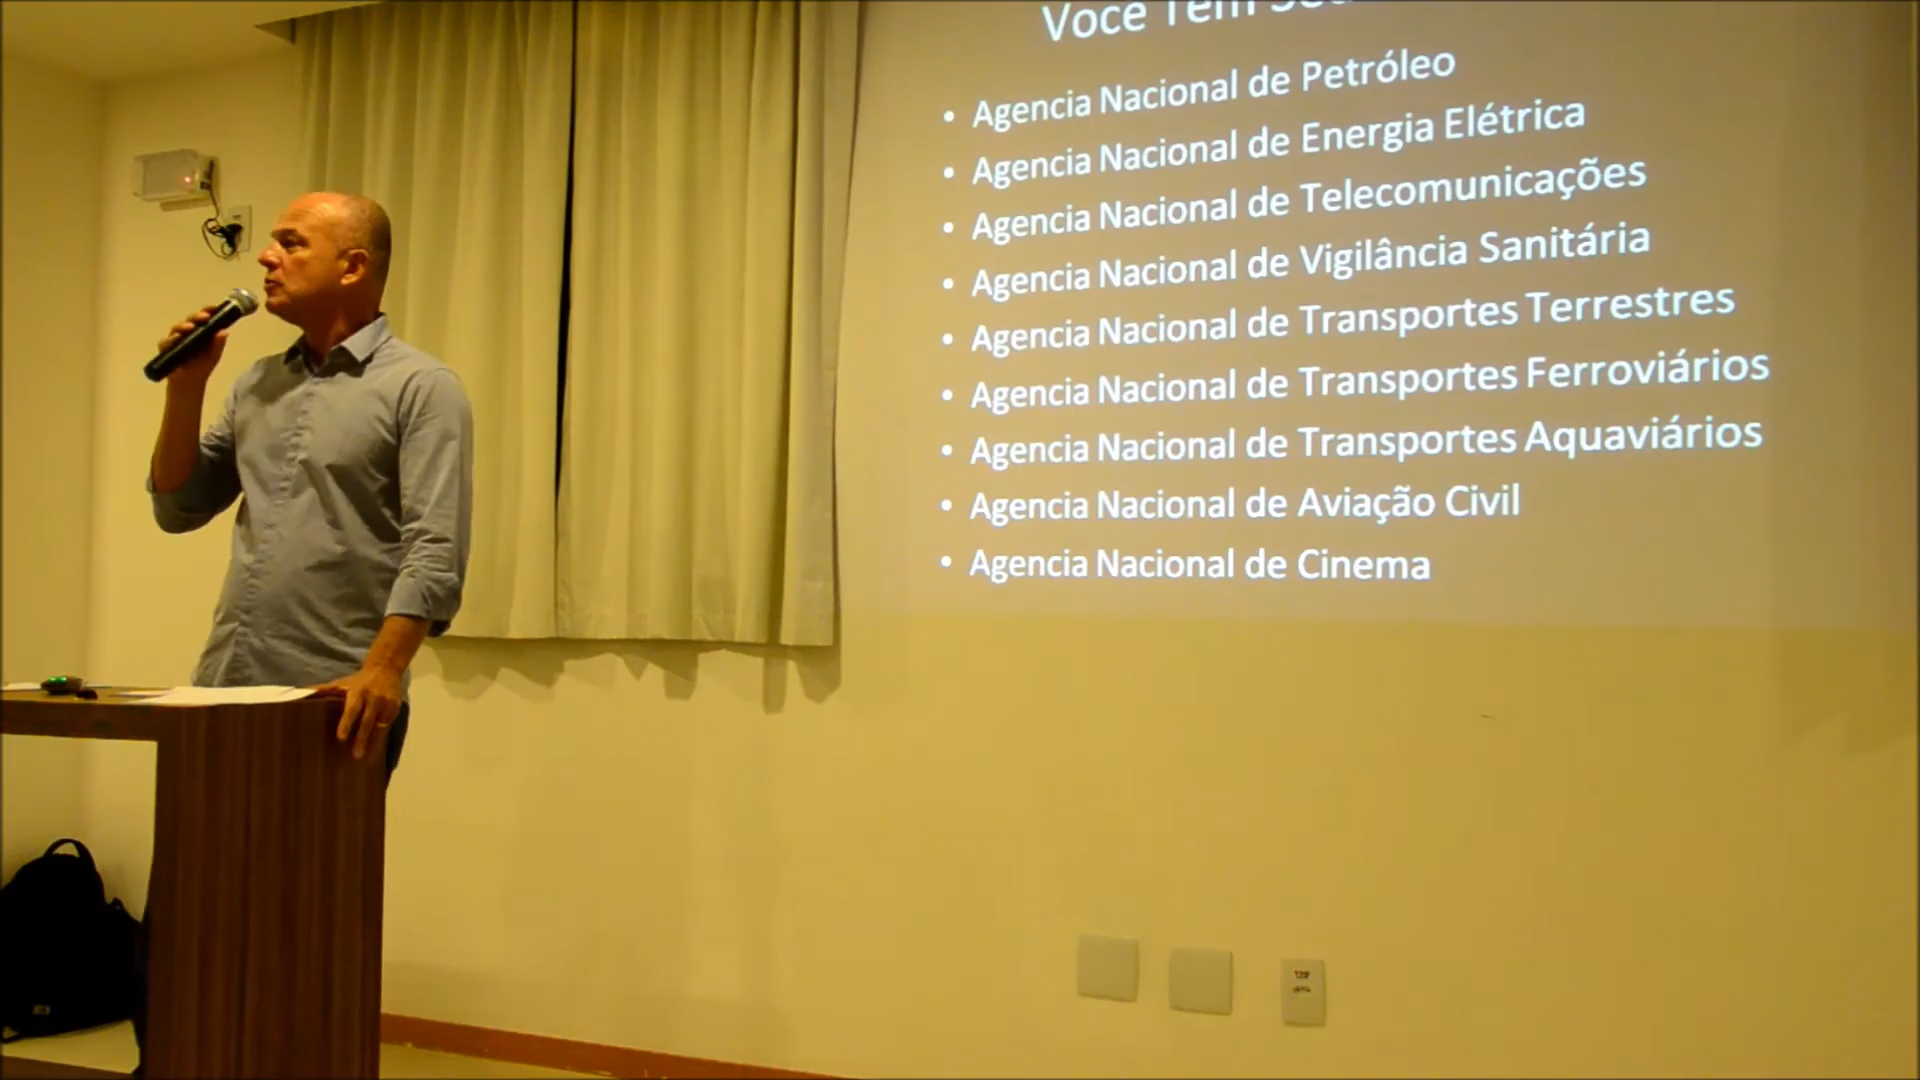 Você Tem
• Agencia Nacional de Petróleo
• Agencia Nacional de Energia Elétrica
• Agencia Nacional de Telecomunicações
• Agencia Nacional de Vigilância Sanitária
• Agencia Nacional de Transportes Terrestres
• Agencia Nacional de Transportes Ferroviários
• Agencia Nacional de Transportes Aquaviários
• Agencia Nacional de Aviação Civil
• Agencia Nacional de Cinema